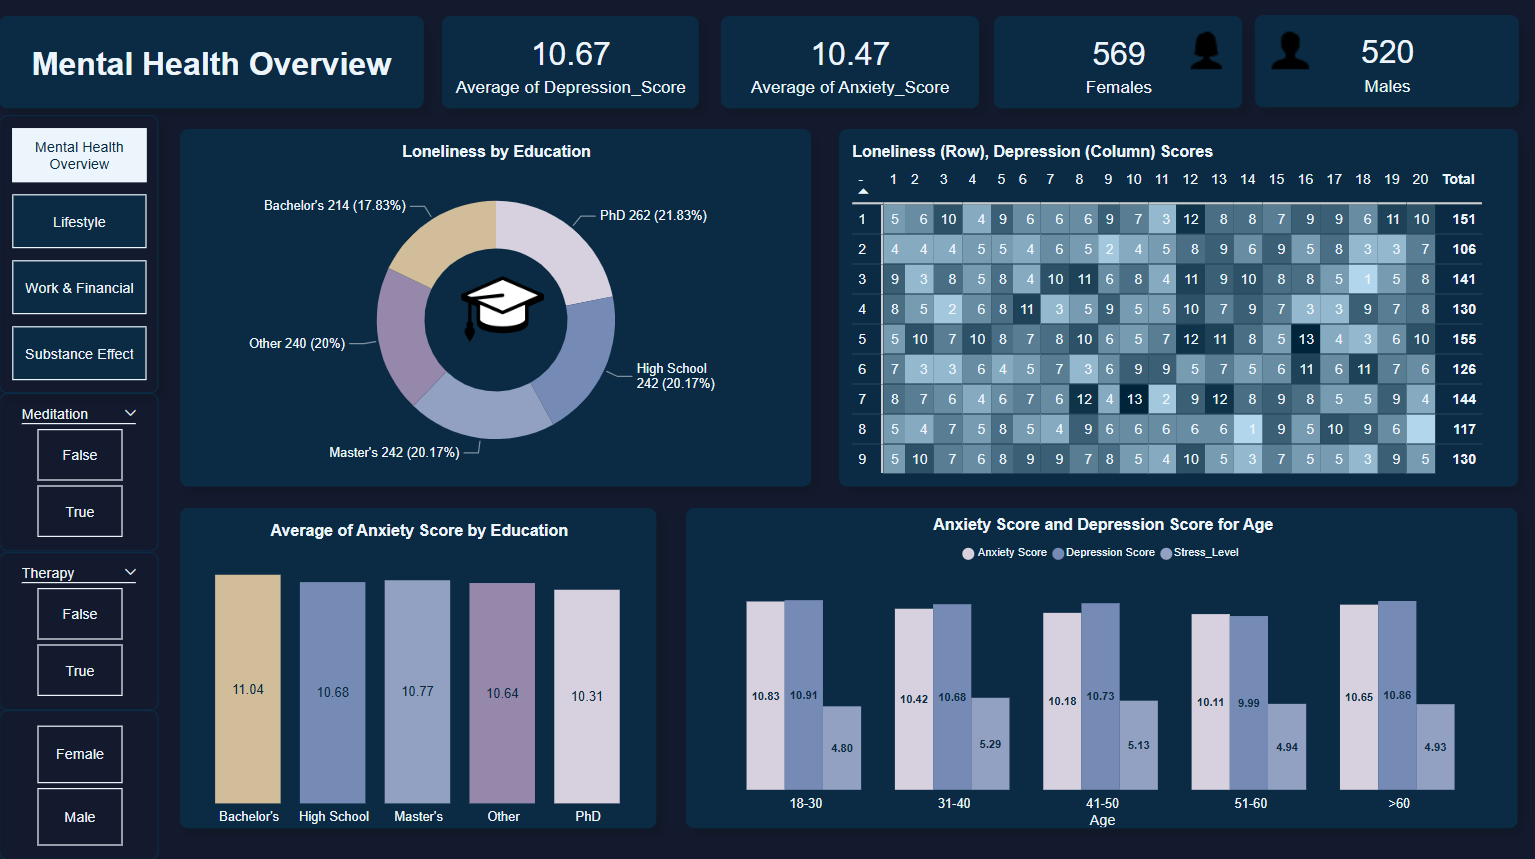 Mental Health Overview
10.67
Average of Depression_Score
10.47
Average of Anxiety_Score
569
Females
520
Males
Mental Health
Overview
Lifestyle
Work & Financial
Substance Effect
Meditation
False
True
Therapy
False
True
Female
Male
Loneliness by Education
Bachelor's 214 (17.83%)
PhD 262 (21.83%)
Other 240 (20%)
High School
242 (20.17%)
Master's 242 (20.17%)
Loneliness (Row), Depression (Column) Scores
- 1 2 3 4 5 6 7 8 9 10 11 12 13 14 15 16 17 18 19 20 Total
1 5 6 10 4 9 6 6 6 9 7 3 12 8 8 7 9 9 6 11 10 151
2 4 4 4 5 5 4 6 5 2 4 5 8 9 6 9 5 8 3 3 7 106
3 9 3 8 5 8 4 10 11 6 8 4 11 9 10 8 8 5 1 5 8 141
4 8 5 2 6 8 11 3 5 9 5 5 10 7 9 7 3 3 9 7 8 130
5 5 10 7 10 8 7 8 10 6 5 7 12 11 8 5 13 4 3 6 10 155
6 7 3 3 6 4 5 7 3 6 9 9 5 7 5 6 11 6 11 7 6 126
7 8 7 6 4 6 7 6 12 4 13 2 9 12 8 9 8 5 5 9 4 144
8 5 4 7 5 8 5 4 9 6 6 6 6 6 1 9 5 10 9 6 117
9 5 10 7 6 8 9 9 7 8 5 4 10 5 3 7 5 5 3 9 5 130
Average of Anxiety Score by Education
11.04
10.68
10.77
10.64
10.31
Bachelor's High School Master's Other PhD
Anxiety Score and Depression Score for Age
Anxiety Score Depression Score Stress_Level
10.83 10.91 4.80
10.42 10.68 5.29
10.18 10.73 5.13
10.11 9.99 4.94
10.65 10.86 4.93
18-30 31-40 41-50 51-60 >60
Age